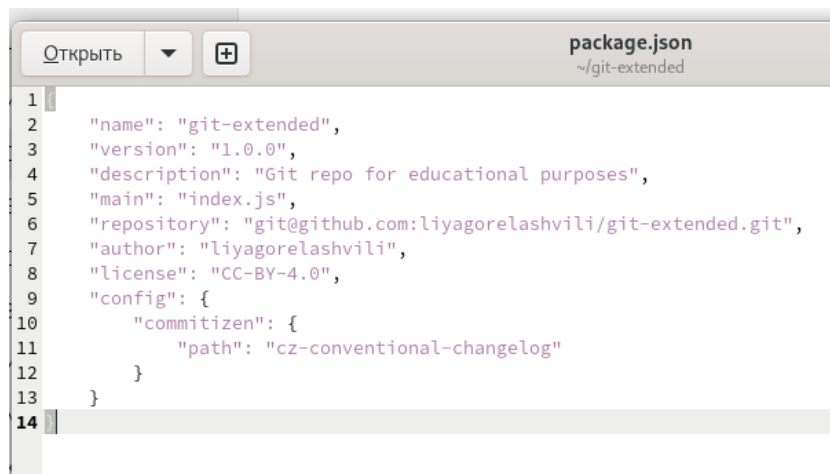 Открыть
package.json
~/git-extended
1 {
2     "name": "git-extended",
3     "version": "1.0.0",
4     "description": "Git repo for educational purposes",
5     "main": "index.js",
6     "repository": "git@github.com:liyagorelashvili/git-extended.git",
7     "author": "liyagorelashvili",
8     "license": "CC-BY-4.0",
9     "config": {
10         "commitizen": {
11             "path": "cz-conventional-changelog"
12         }
13     }
14 }